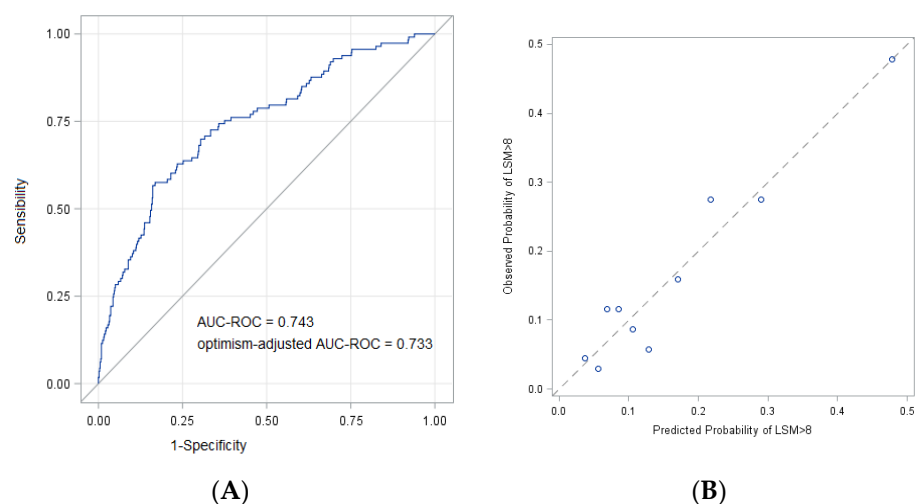 1.00
0.75
0.50
0.25
0.00
Sensibility
AUC-ROC = 0.743
optimism-adjusted AUC-ROC = 0.733
0.00 0.25 0.50 0.75 1.00
1-Specificity
(A)
0.5
0.4
0.3
0.2
0.1
0.0
Observed Probability of LSM>8
0.0 0.1 0.2 0.3 0.4 0.5
Predicted Probability of LSM>8
(B)